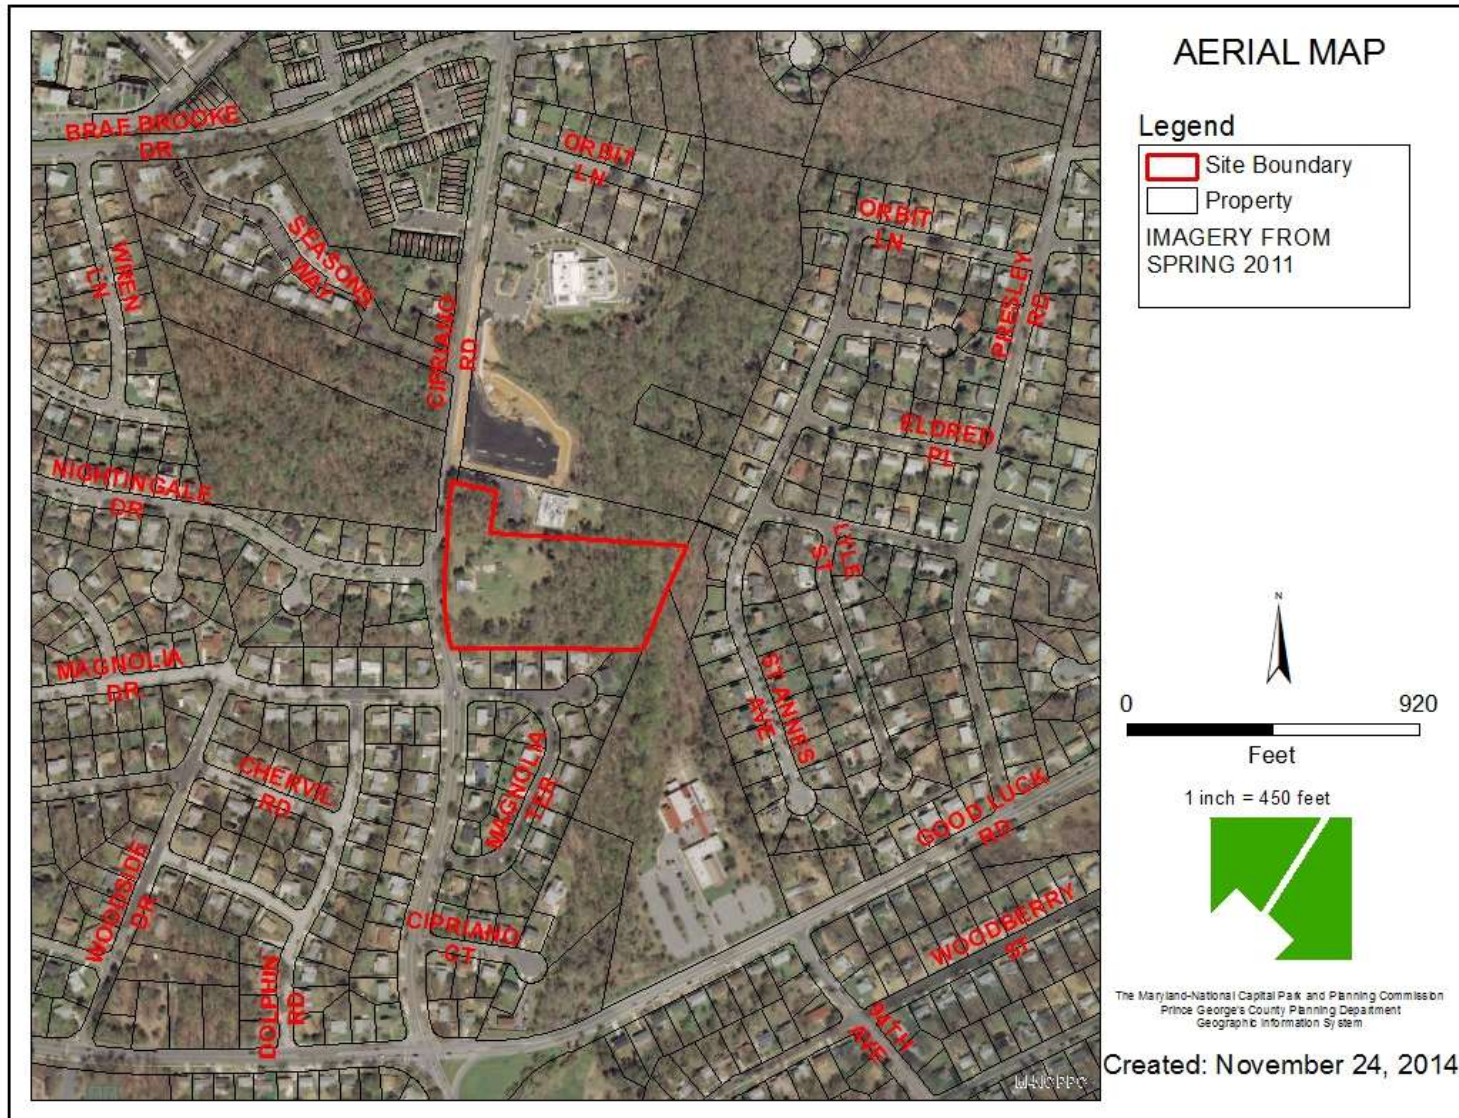 AERIAL MAP
Legend
Site Boundary
Property
IMAGERY FROM
SPRING 2011
BRAE BROOKE
DR
ORBIT
LN
SEASONS
WAY
WREN
LN
CIPRIANO
RD
ORBIT
LN
PRESLEY
RD
ELDRED
PL
NIGHTINGALE
DR
LYLE
ST
MAGNOLIA
DR
ST ANNES
AVE
MAGNOLIA
TER
CHERVIL
RD
GOOD LUCK
RD
WOODSIDE
DR
CIPRIANO
CT
WOODBERRY
ST
DOLPHIN
RD
94TH
AVE
M-NCPPC
N
0 920
Feet
1 inch = 450 feet
The Maryland-National Capital Park and Planning Commission
Prince George's County Planning Department
Geographic Information System
Created: November 24, 2014